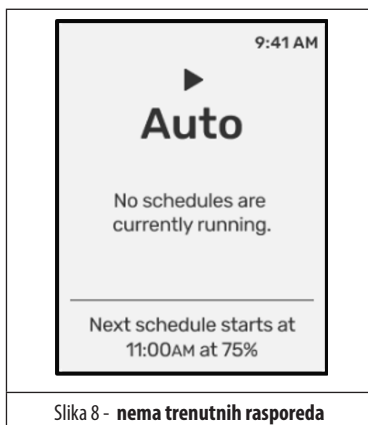 9:41 AM
Auto
No schedules are
currently running.
Next schedule starts at
11:00AM at 75%
Slika 8 - nema trenutnih rasporeda